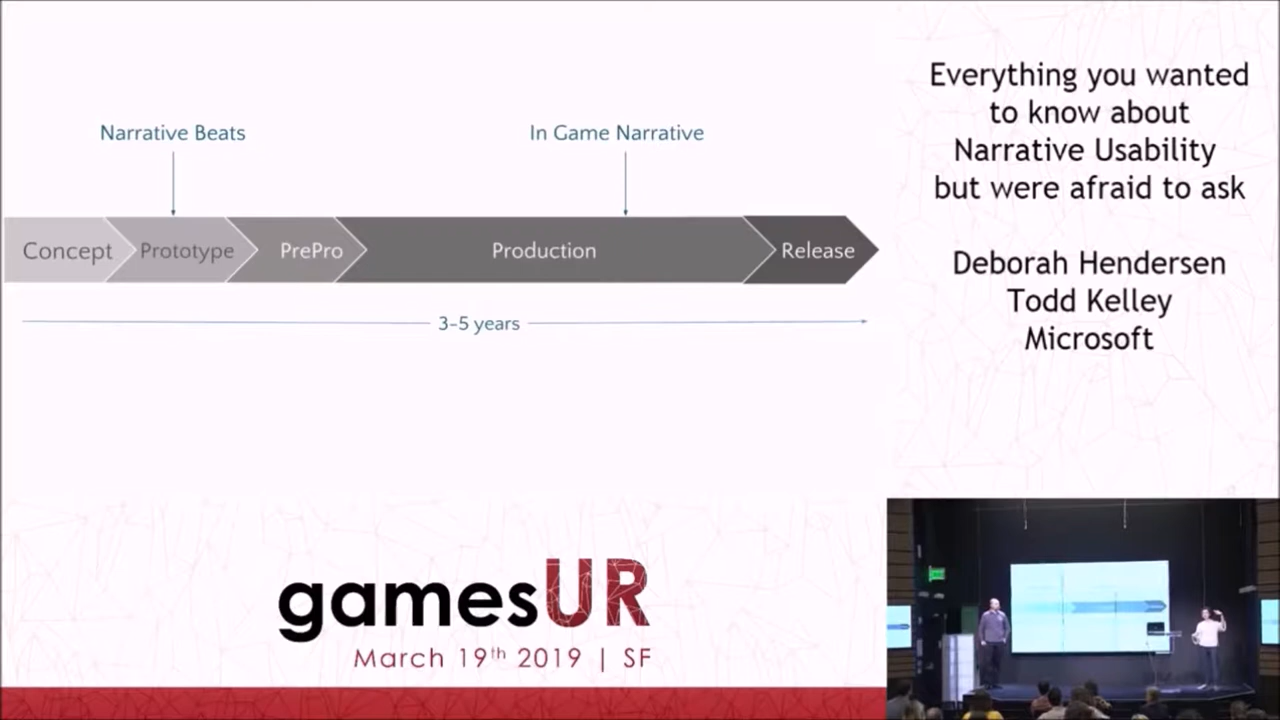 Narrative Beats
In Game Narrative
Concept
Prototype
PrePro
Production
Release
3-5 years
Everything you wanted
to know about
Narrative Usability
but were afraid to ask
Deborah Hendersen
Todd Kelley
Microsoft
gamesUR
March 19th 2019 | SF